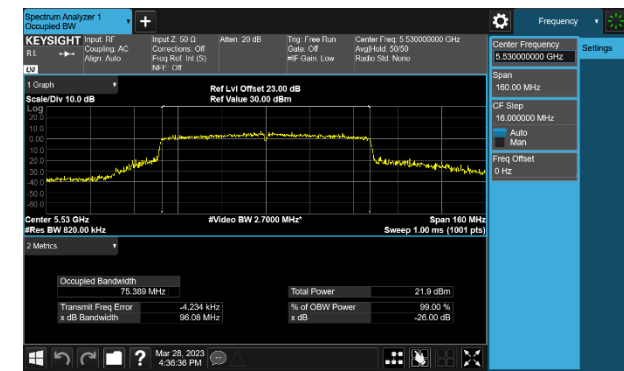 Spectrum Analyzer 1
Occupied BW
Frequency
KEYSIGHT
RL
Input: RF
Coupling: AC
Align: Auto
Input Z: 50 Ω
Corrections: Off
Freq Ref: Int (S)
NFE: Off
Atten: 20 dB
Trig: Free Run
Gate: Off
#IF Gain: Low
Center Freq: 5.530000000 GHz
Avg|Hold: 50/50
Radio Std: None
Center Frequency
5.530000000 GHz
Settings
Span
160.00 MHz
CF Step
16.000000 MHz
Auto
Man
Freq Offset
0 Hz
1 Graph
Scale/Div 10.0 dB
Ref Lvl Offset 23.00 dB
Ref Value 30.00 dBm
Log
20.0
10.0
0.00
-10.0
-20.0
-30.0
-40.0
-50.0
-60.0
Center 5.53 GHz
#Video BW 2.7000 MHz*
Span 160 MHz
#Res BW 820.00 kHz
Sweep 1.00 ms (1001 pts)
2 Metrics
Occupied Bandwidth
75.389 MHz
Total Power
21.9 dBm
Transmit Freq Error
-4.234 kHz
% of OBW Power
99.00 %
x dB Bandwidth
96.08 MHz
x dB
-26.00 dB
?
Mar 28, 2023
4:36:36 PM